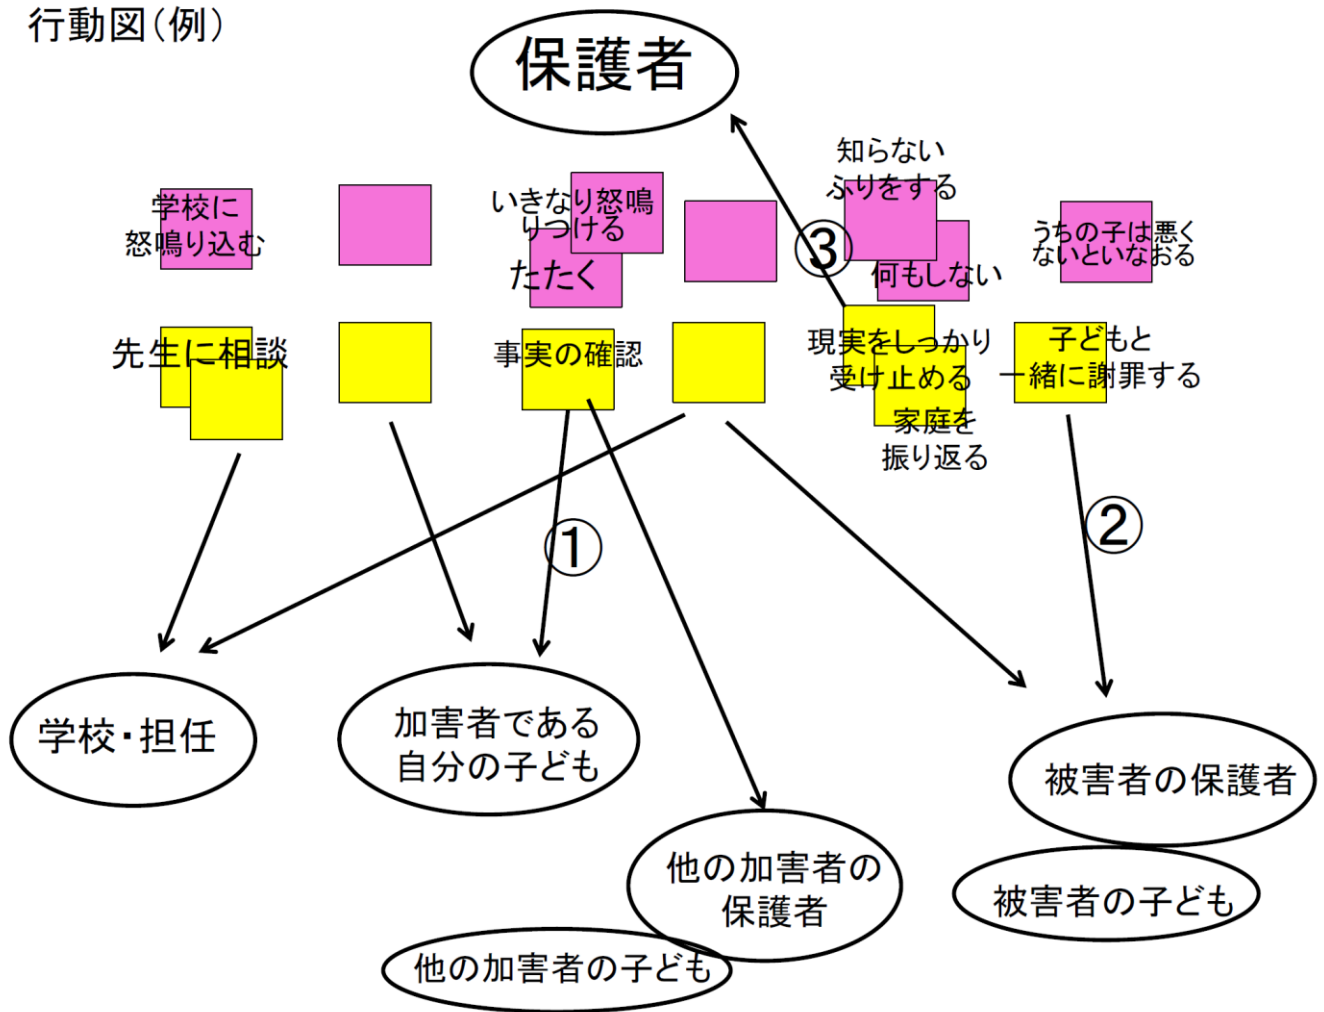 行動図(例)
保護者
学校に
怒鳴り込む
いきなり怒鳴
りつける
たたく
③
知らない
ふりをする
何もしない
うちの子は悪く
ないといなおる
先生に相談
事実の確認
現実をしっかり
受け止める
家庭を
振り返る
子どもと
一緒に謝罪する
①
②
学校・担任
加害者である
自分の子ども
他の加害者の
保護者
他の加害者の子ども
被害者の保護者
被害者の子ども